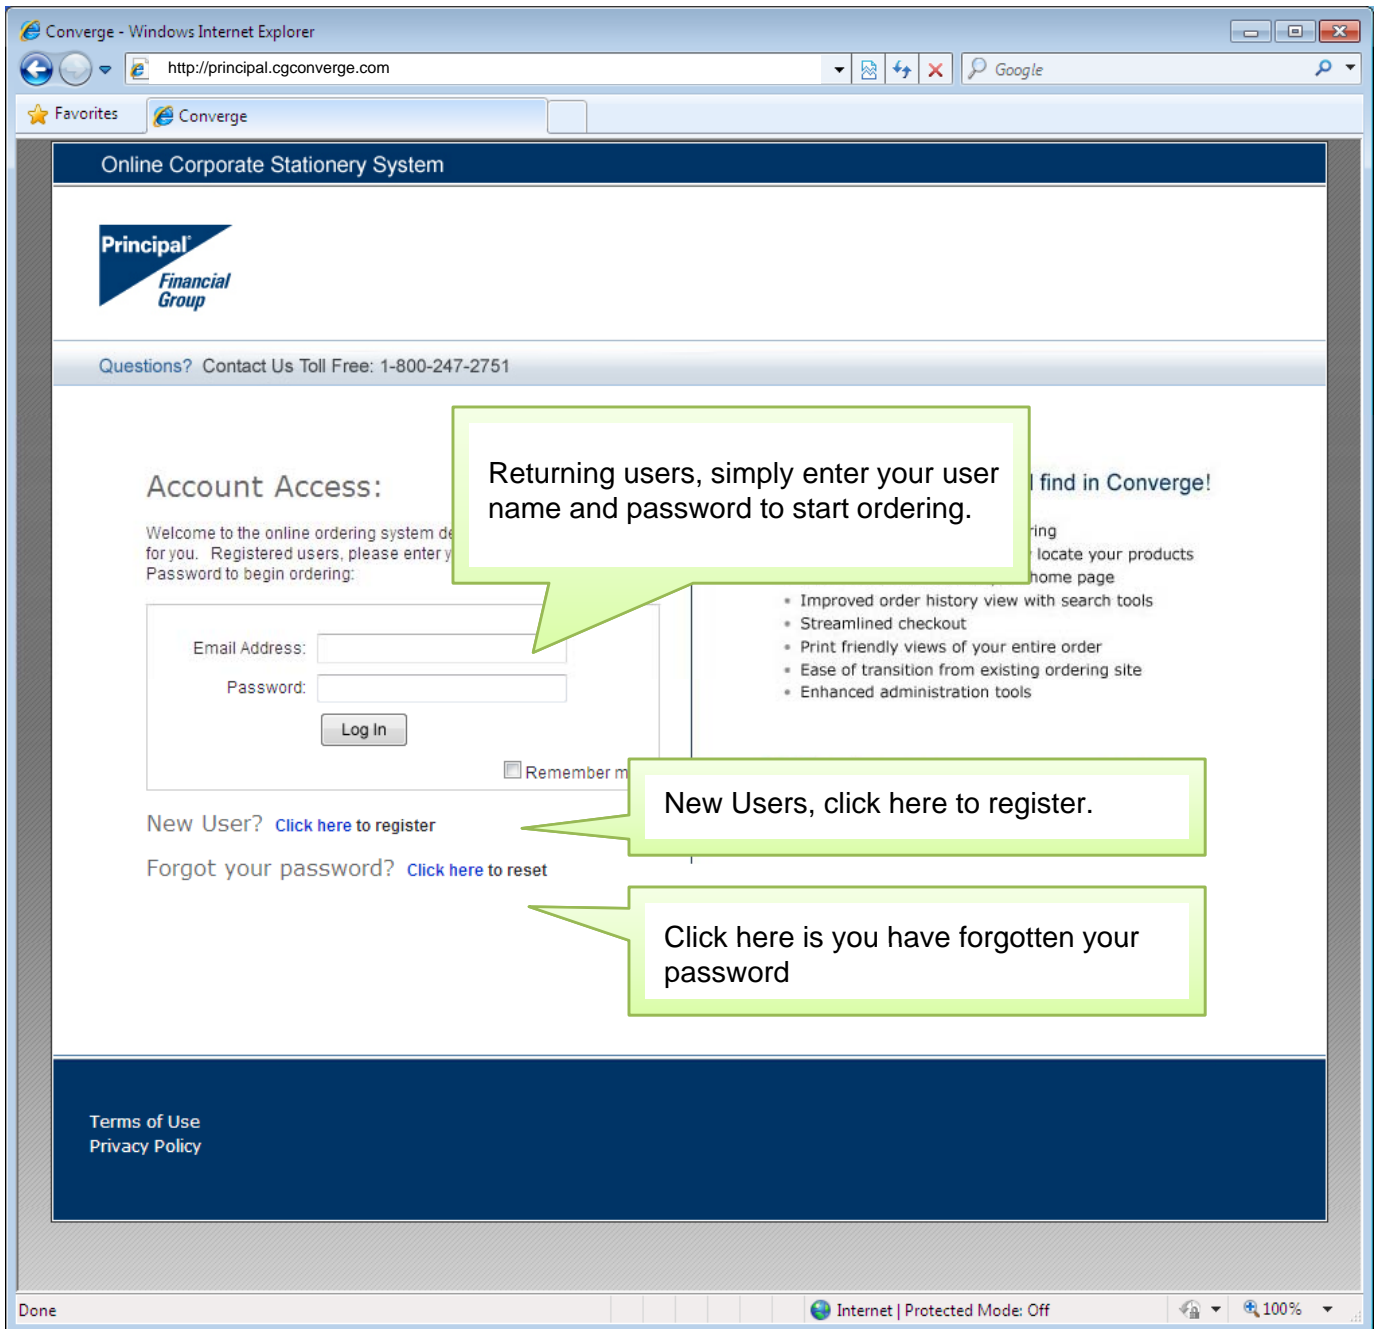 Converge - Windows Internet Explorer
http://principal.cgconverge.com
Google
Favorites
Converge
Online Corporate Stationery System
Principal
Financial
Group
Questions? Contact Us Toll Free: 1-800-247-2751
Returning users, simply enter your user
name and password to start ordering.
Account Access:
Welcome to the online ordering system
for you. Registered users, please enter
Password to begin ordering:
Email Address:
Password:
Log In
Remember
New User? Click here to register
Forgot your password? Click here to reset
find in Converge!
locate your products
home page
Improved order history view with search tools
Streamlined checkout
Print friendly views of your entire order
Ease of transition from existing ordering site
Enhanced administration tools
New Users, click here to register.
Click here is you have forgotten your
password
Terms of Use
Privacy Policy
Done
Internet | Protected Mode: Off
100%